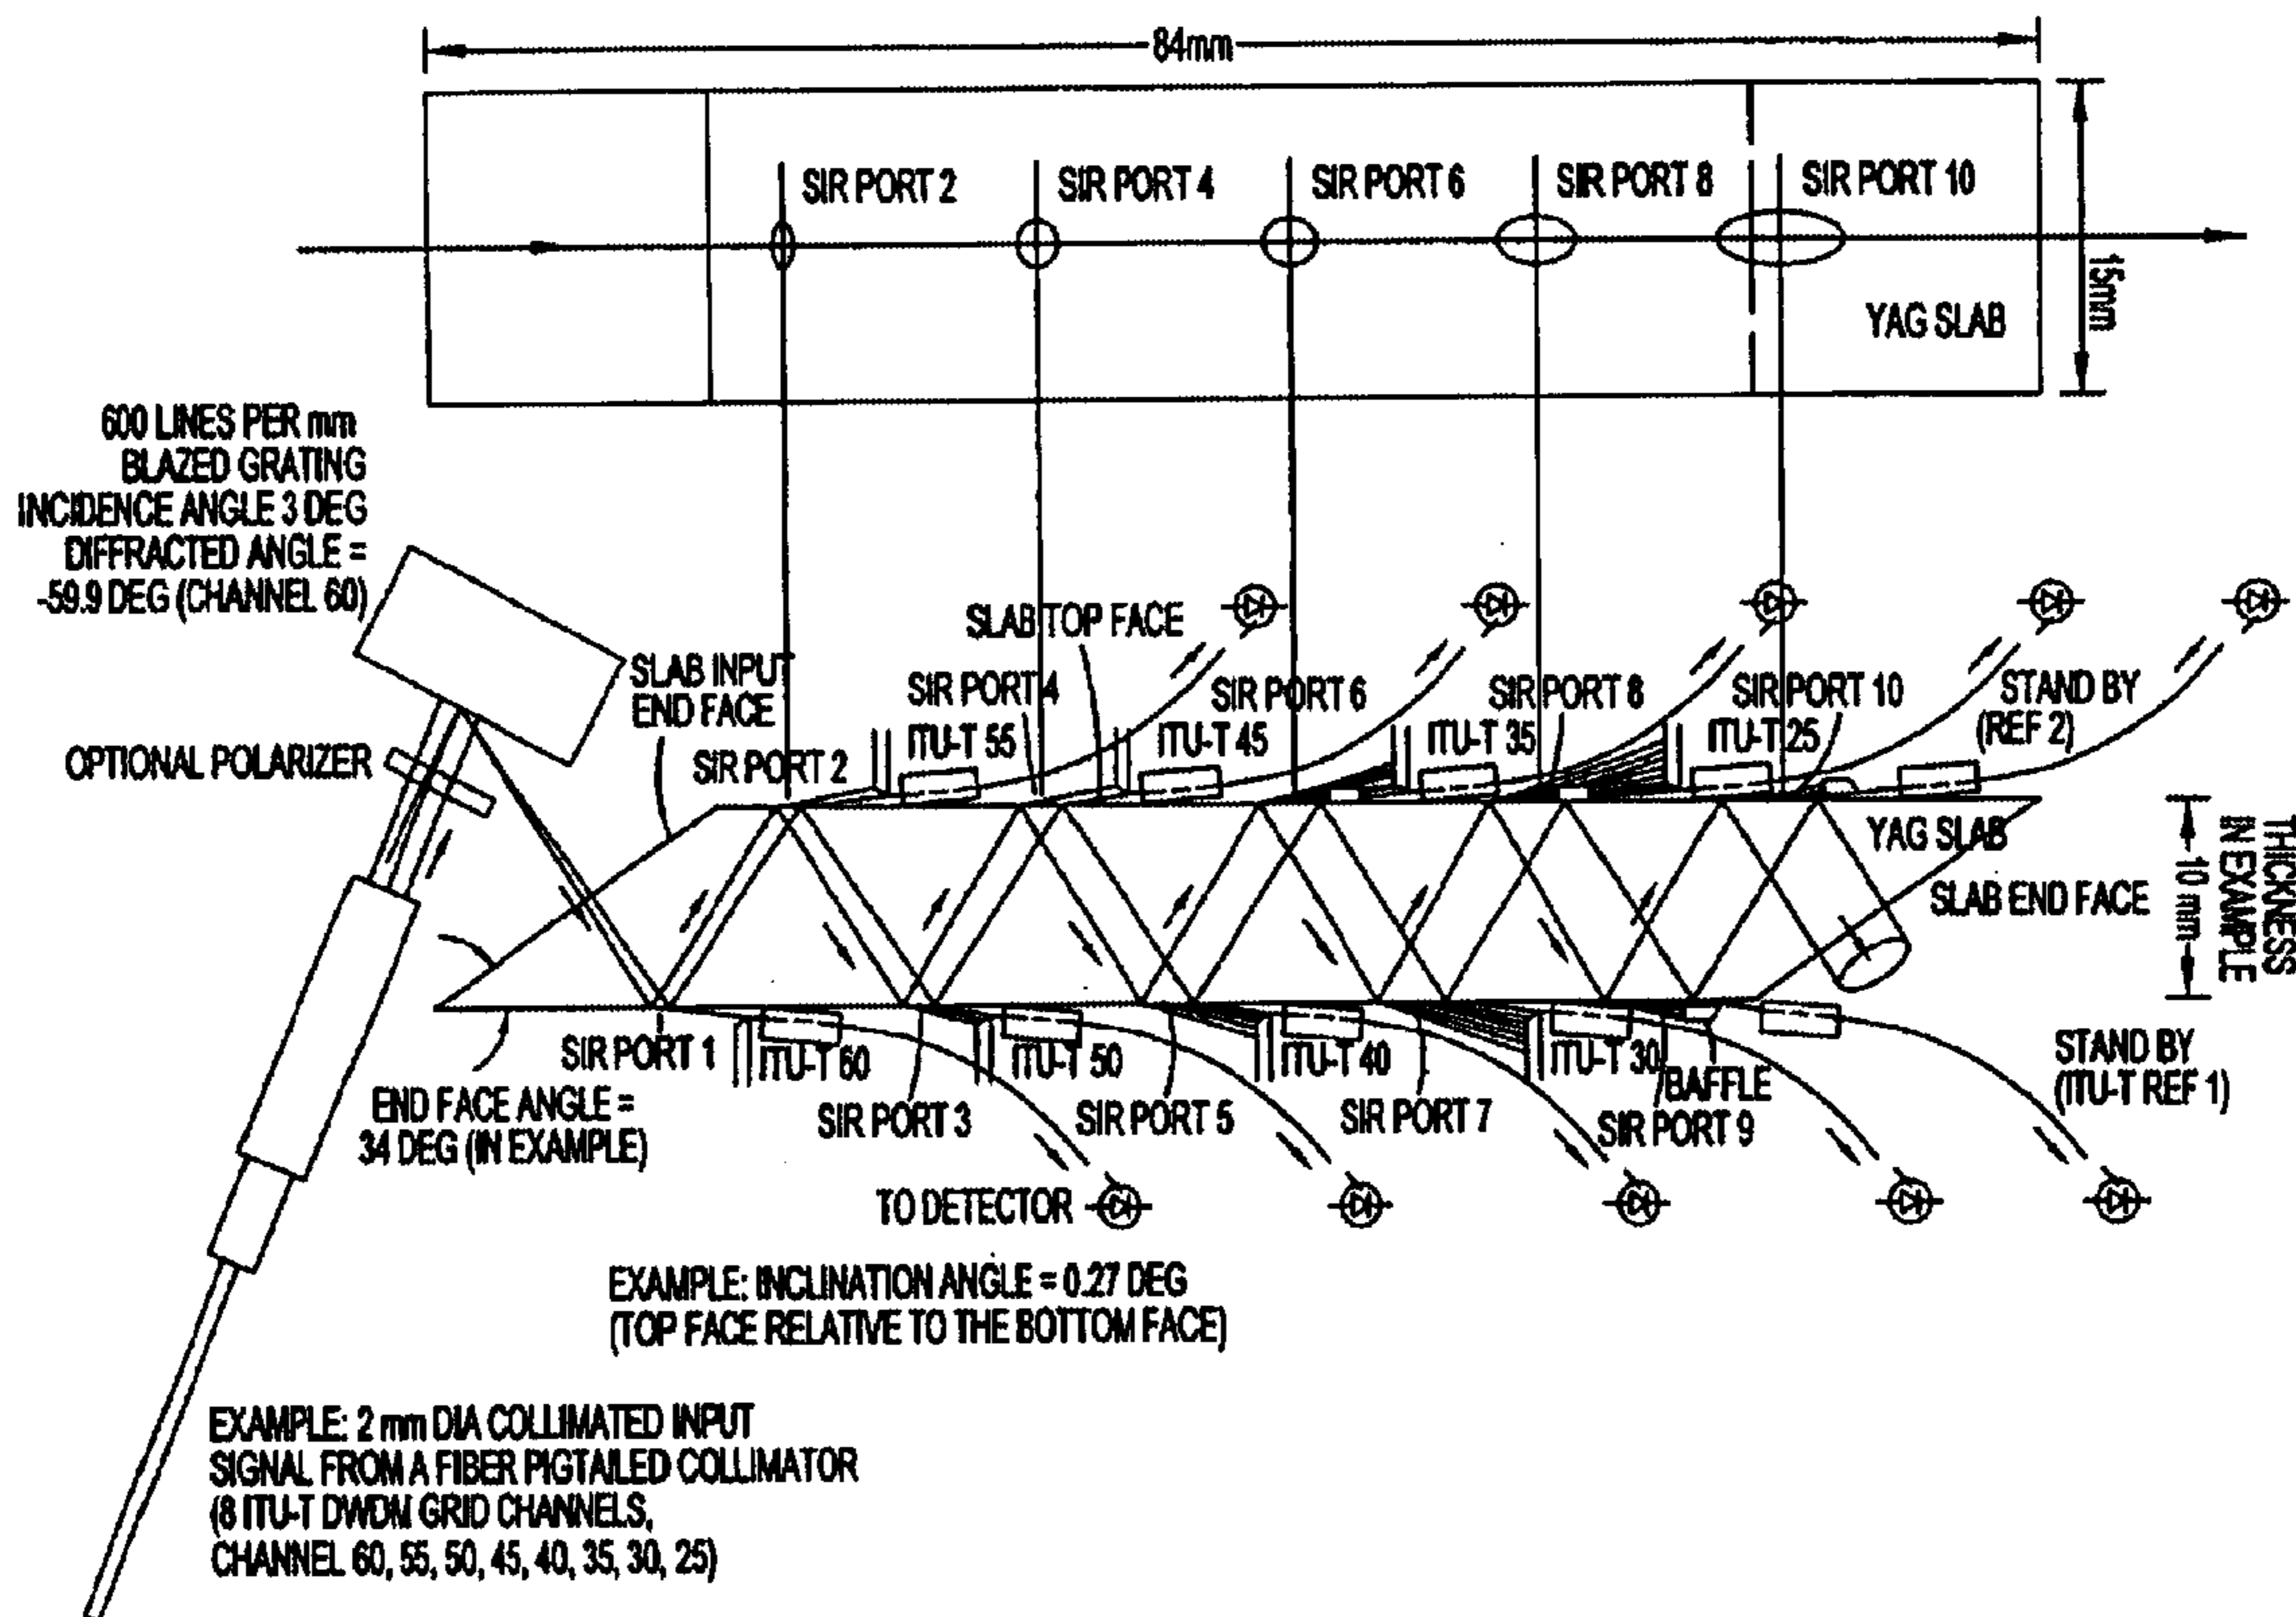 84mm
SIR PORT 2
SIR PORT 4
SIR PORT 6
SIR PORT 8
SIR PORT 10
15mm
YAG SLAB
600 LINES PER mm
BLAZED GRATING
INCIDENCE ANGLE 3 DEG
DIFFRACTED ANGLE =
-59.9 DEG (CHANNEL 60)
SLAB TOP FACE
SLAB INPUT
END FACE
SIR PORT 4
SIR PORT 6
SIR PORT 8
SIR PORT 10
STAND BY
(REF 2)
OPTIONAL POLARIZER
SIR PORT 2
ITU-T 55
ITU-T 45
ITU-T 35
ITU-T 25
YAG SLAB
THICKNESS
IN EXAMPLE
10 mm
SLAB END FACE
SIR PORT 1
ITU-T 60
ITU-T 50
ITU-T 40
ITU-T 30
STAND BY
(ITU-T REF 1)
BAFFLE
END FACE ANGLE =
34 DEG (IN EXAMPLE)
SIR PORT 3
SIR PORT 5
SIR PORT 7
SIR PORT 9
TO DETECTOR
EXAMPLE: INCLINATION ANGLE = 0.27 DEG
(TOP FACE RELATIVE TO THE BOTTOM FACE)
EXAMPLE: 2 mm DIA COLLIMATED INPUT
SIGNAL FROM A FIBER PIGTAILED COLLIMATOR
(8 ITU-T DWDM GRID CHANNELS,
CHANNEL 60, 55, 50, 45, 40, 35, 30, 25)